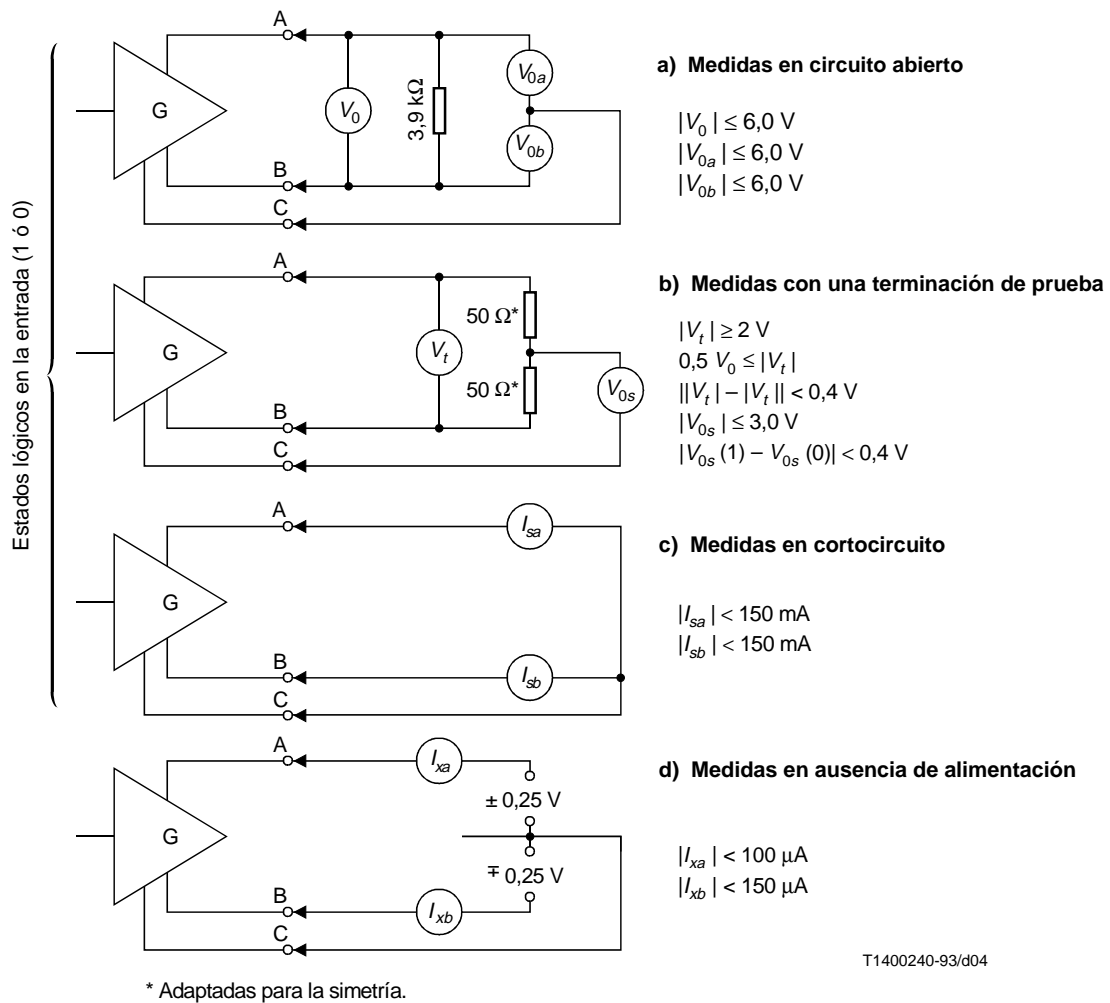 Estados lógicos en la entrada (1 ó 0)
A
G
V0
3,9 kΩ
V0a
V0b
B
C
a) Medidas en circuito abierto
|V0| ≤ 6,0 V
|V0a| ≤ 6,0 V
|V0b| ≤ 6,0 V
A
G
Vt
50 Ω*
50 Ω*
V0s
B
C
b) Medidas con una terminación de prueba
|Vt| ≥ 2 V
0,5 V0 ≤ |Vt|
||Vt| – |Vt|| < 0,4 V
|V0s| ≤ 3,0 V
|V0s (1) – V0s (0)| < 0,4 V
A
G
Isa
Isb
B
C
c) Medidas en cortocircuito
|Isa| < 150 mA
|Isb| < 150 mA
A
G
Ixa
± 0,25 V
∓ 0,25 V
Ixb
B
C
d) Medidas en ausencia de alimentación
|Ixa| < 100 μA
|Ixb| < 150 μA
T1400240-93/d04
* Adaptadas para la simetría.